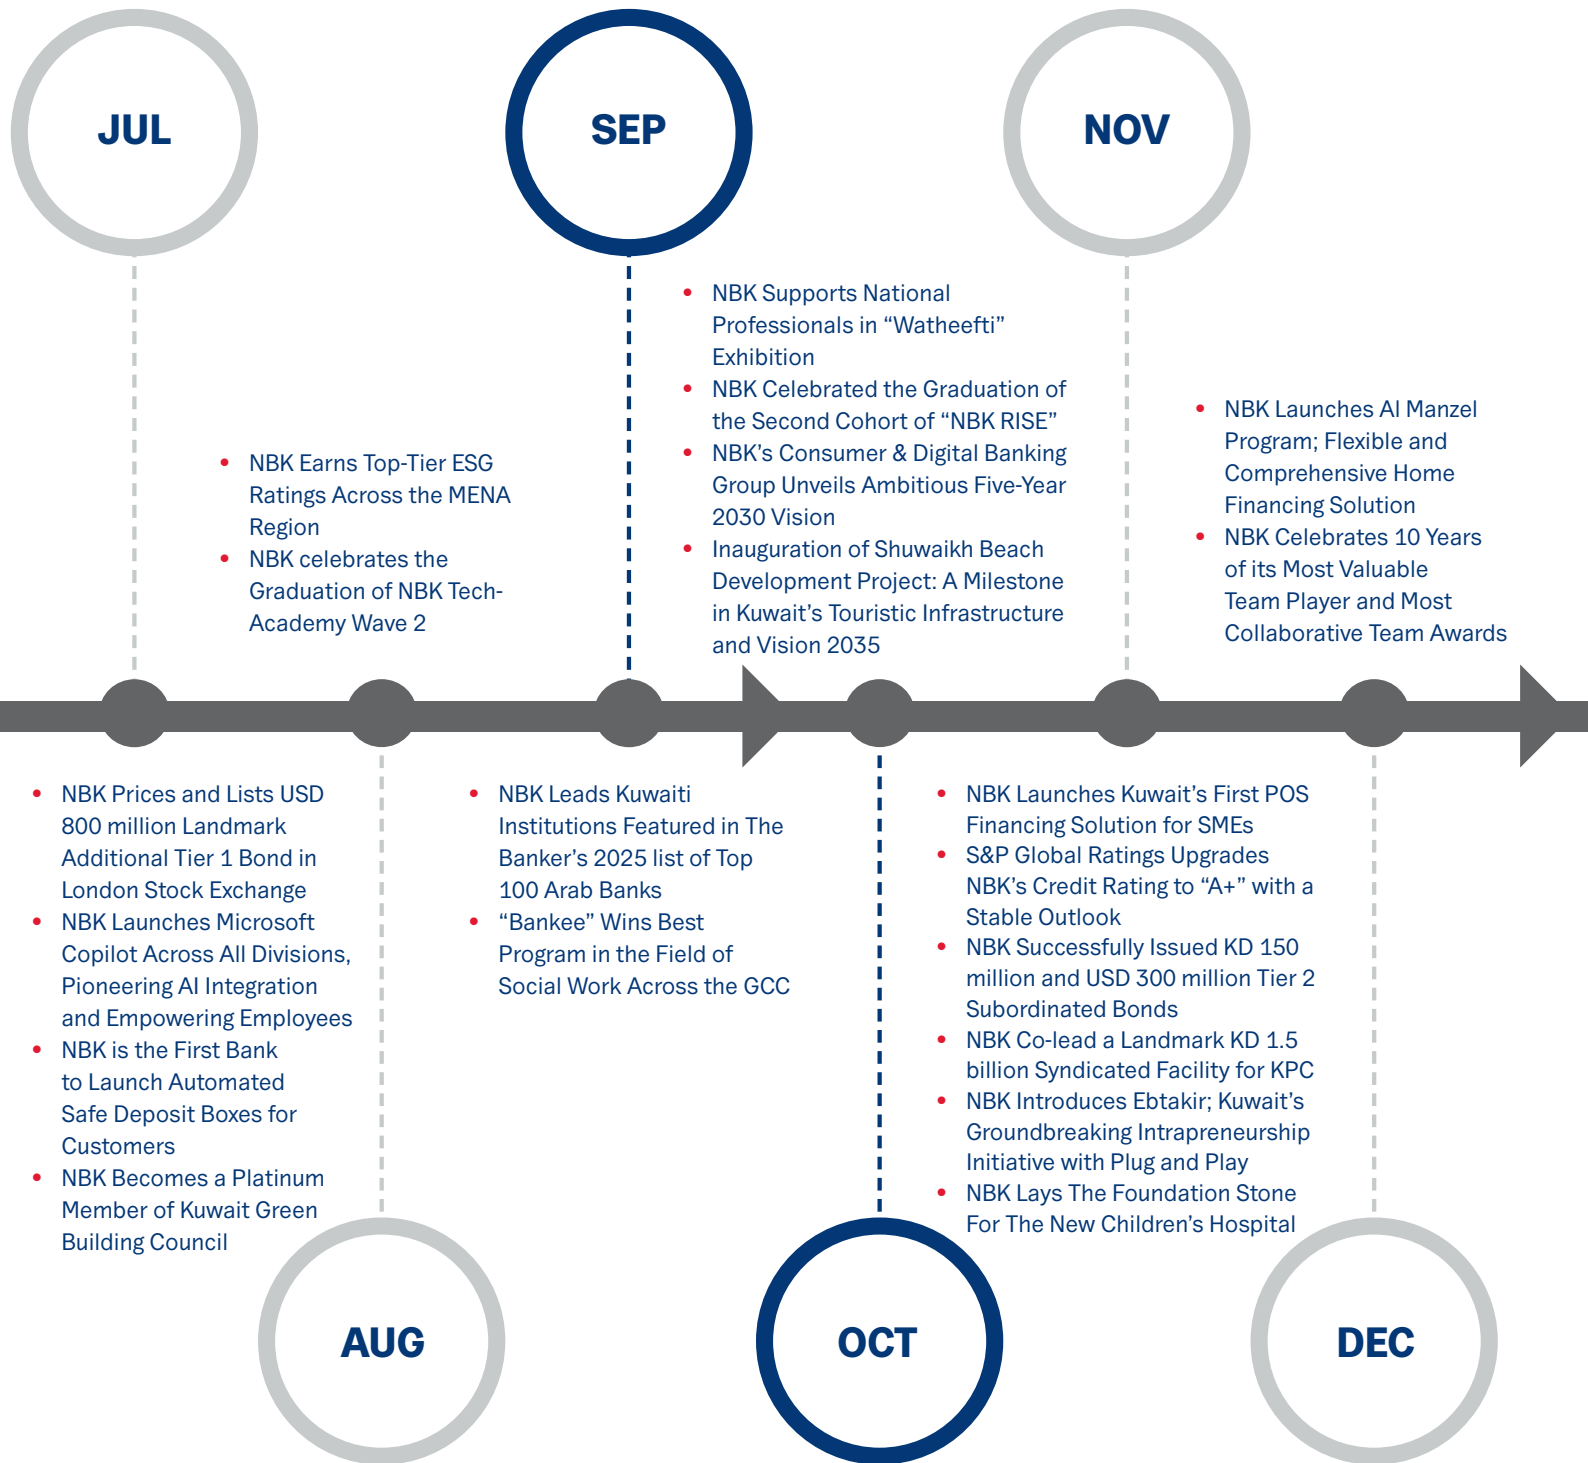 JUL
SEP
NOV
NBK Earns Top-Tier ESG
Ratings Across the MENA
Region
NBK celebrates the
Graduation of NBK Tech-
Academy Wave 2
NBK Supports National
Professionals in “Watheefti”
Exhibition
NBK Celebrated the Graduation of
the Second Cohort of “NBK RISE”
NBK’s Consumer & Digital Banking
Group Unveils Ambitious Five-Year
2030 Vision
Inauguration of Shuwaikh Beach
Development Project: A Milestone
in Kuwait’s Touristic Infrastructure
and Vision 2035
NBK Launches Al Manzel
Program; Flexible and
Comprehensive Home
Financing Solution
NBK Celebrates 10 Years
of its Most Valuable
Team Player and Most
Collaborative Team Awards
NBK Prices and Lists USD
800 million Landmark
Additional Tier 1 Bond in
London Stock Exchange
NBK Launches Microsoft
Copilot Across All Divisions,
Pioneering AI Integration
and Empowering Employees
NBK is the First Bank
to Launch Automated
Safe Deposit Boxes for
Customers
NBK Becomes a Platinum
Member of Kuwait Green
Building Council
NBK Leads Kuwaiti
Institutions Featured in The
Banker’s 2025 list of Top
100 Arab Banks
“Bankee” Wins Best
Program in the Field of
Social Work Across the GCC
NBK Launches Kuwait’s First POS
Financing Solution for SMEs
S&P Global Ratings Upgrades
NBK’s Credit Rating to “A+” with a
Stable Outlook
NBK Successfully Issued KD 150
million and USD 300 million Tier 2
Subordinated Bonds
NBK Co-lead a Landmark KD 1.5
billion Syndicated Facility for KPC
NBK Introduces Ebtakir; Kuwait’s
Groundbreaking Intrapreneurship
Initiative with Plug and Play
NBK Lays The Foundation Stone
For The New Children’s Hospital
AUG
OCT
DEC